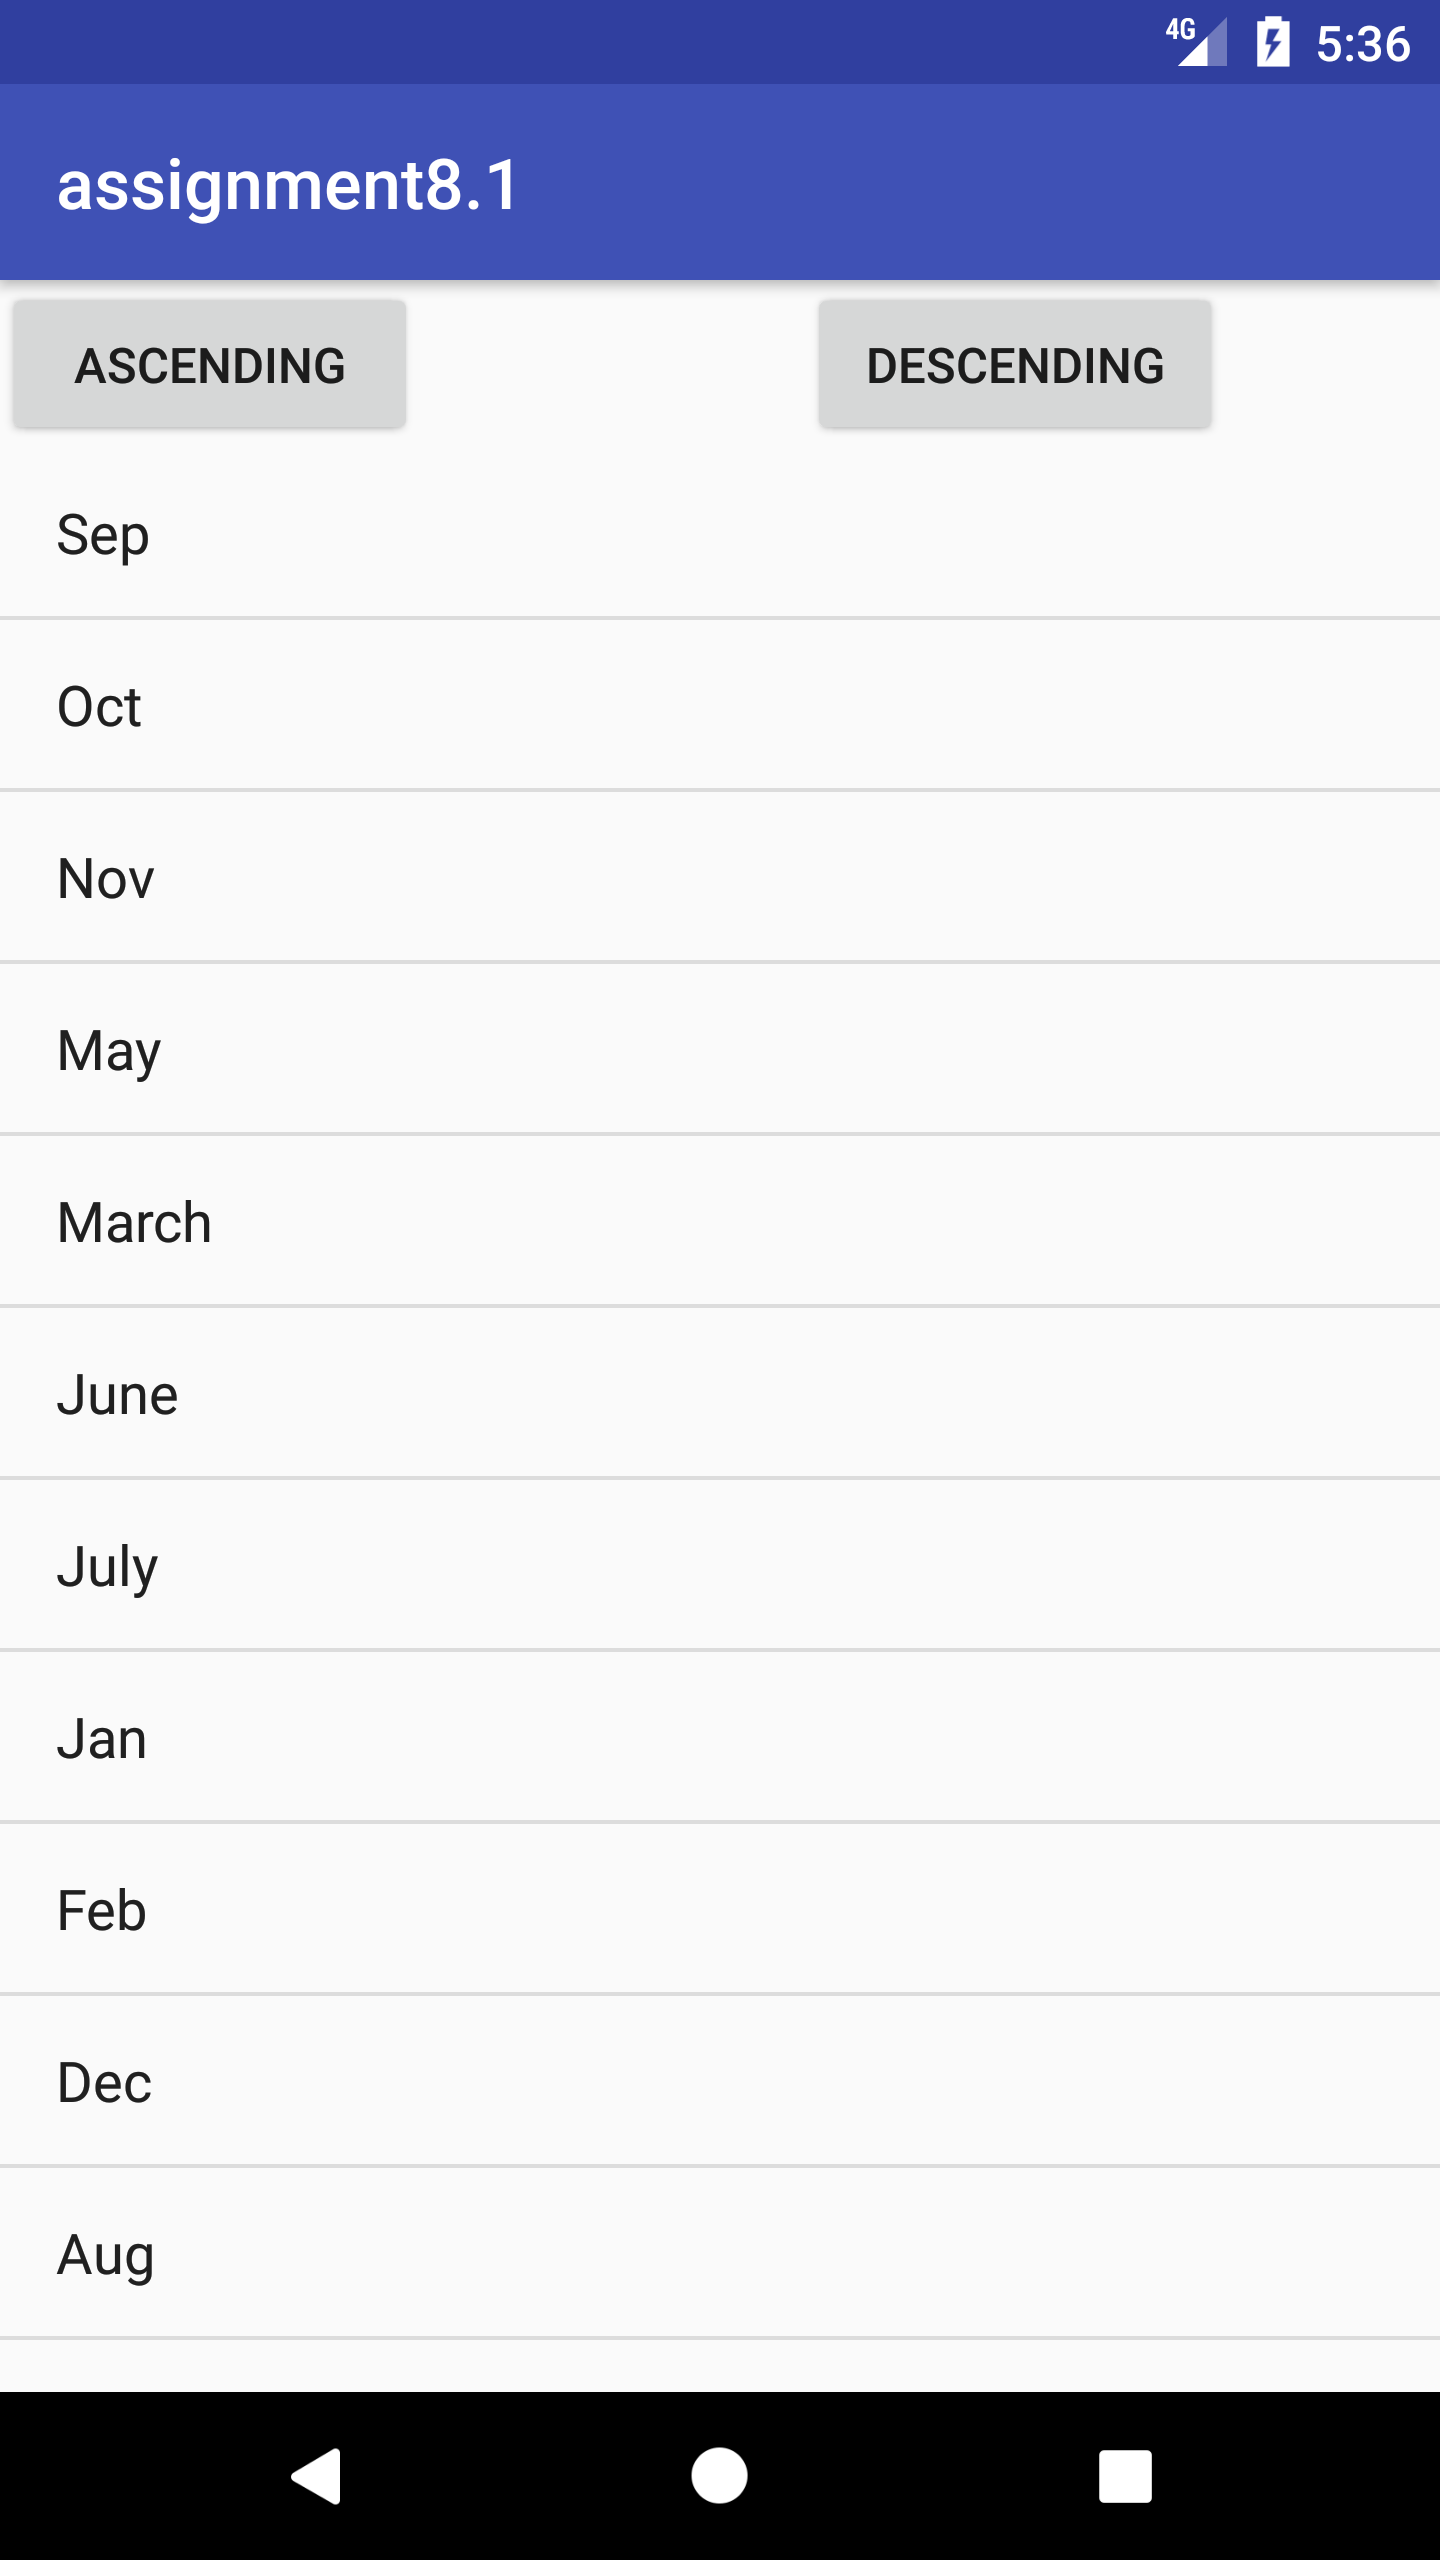 4G 5:36
assignment8.1
ASCENDING DESCENDING
Sep
Oct
Nov
May
March
June
July
Jan
Feb
Dec
Aug